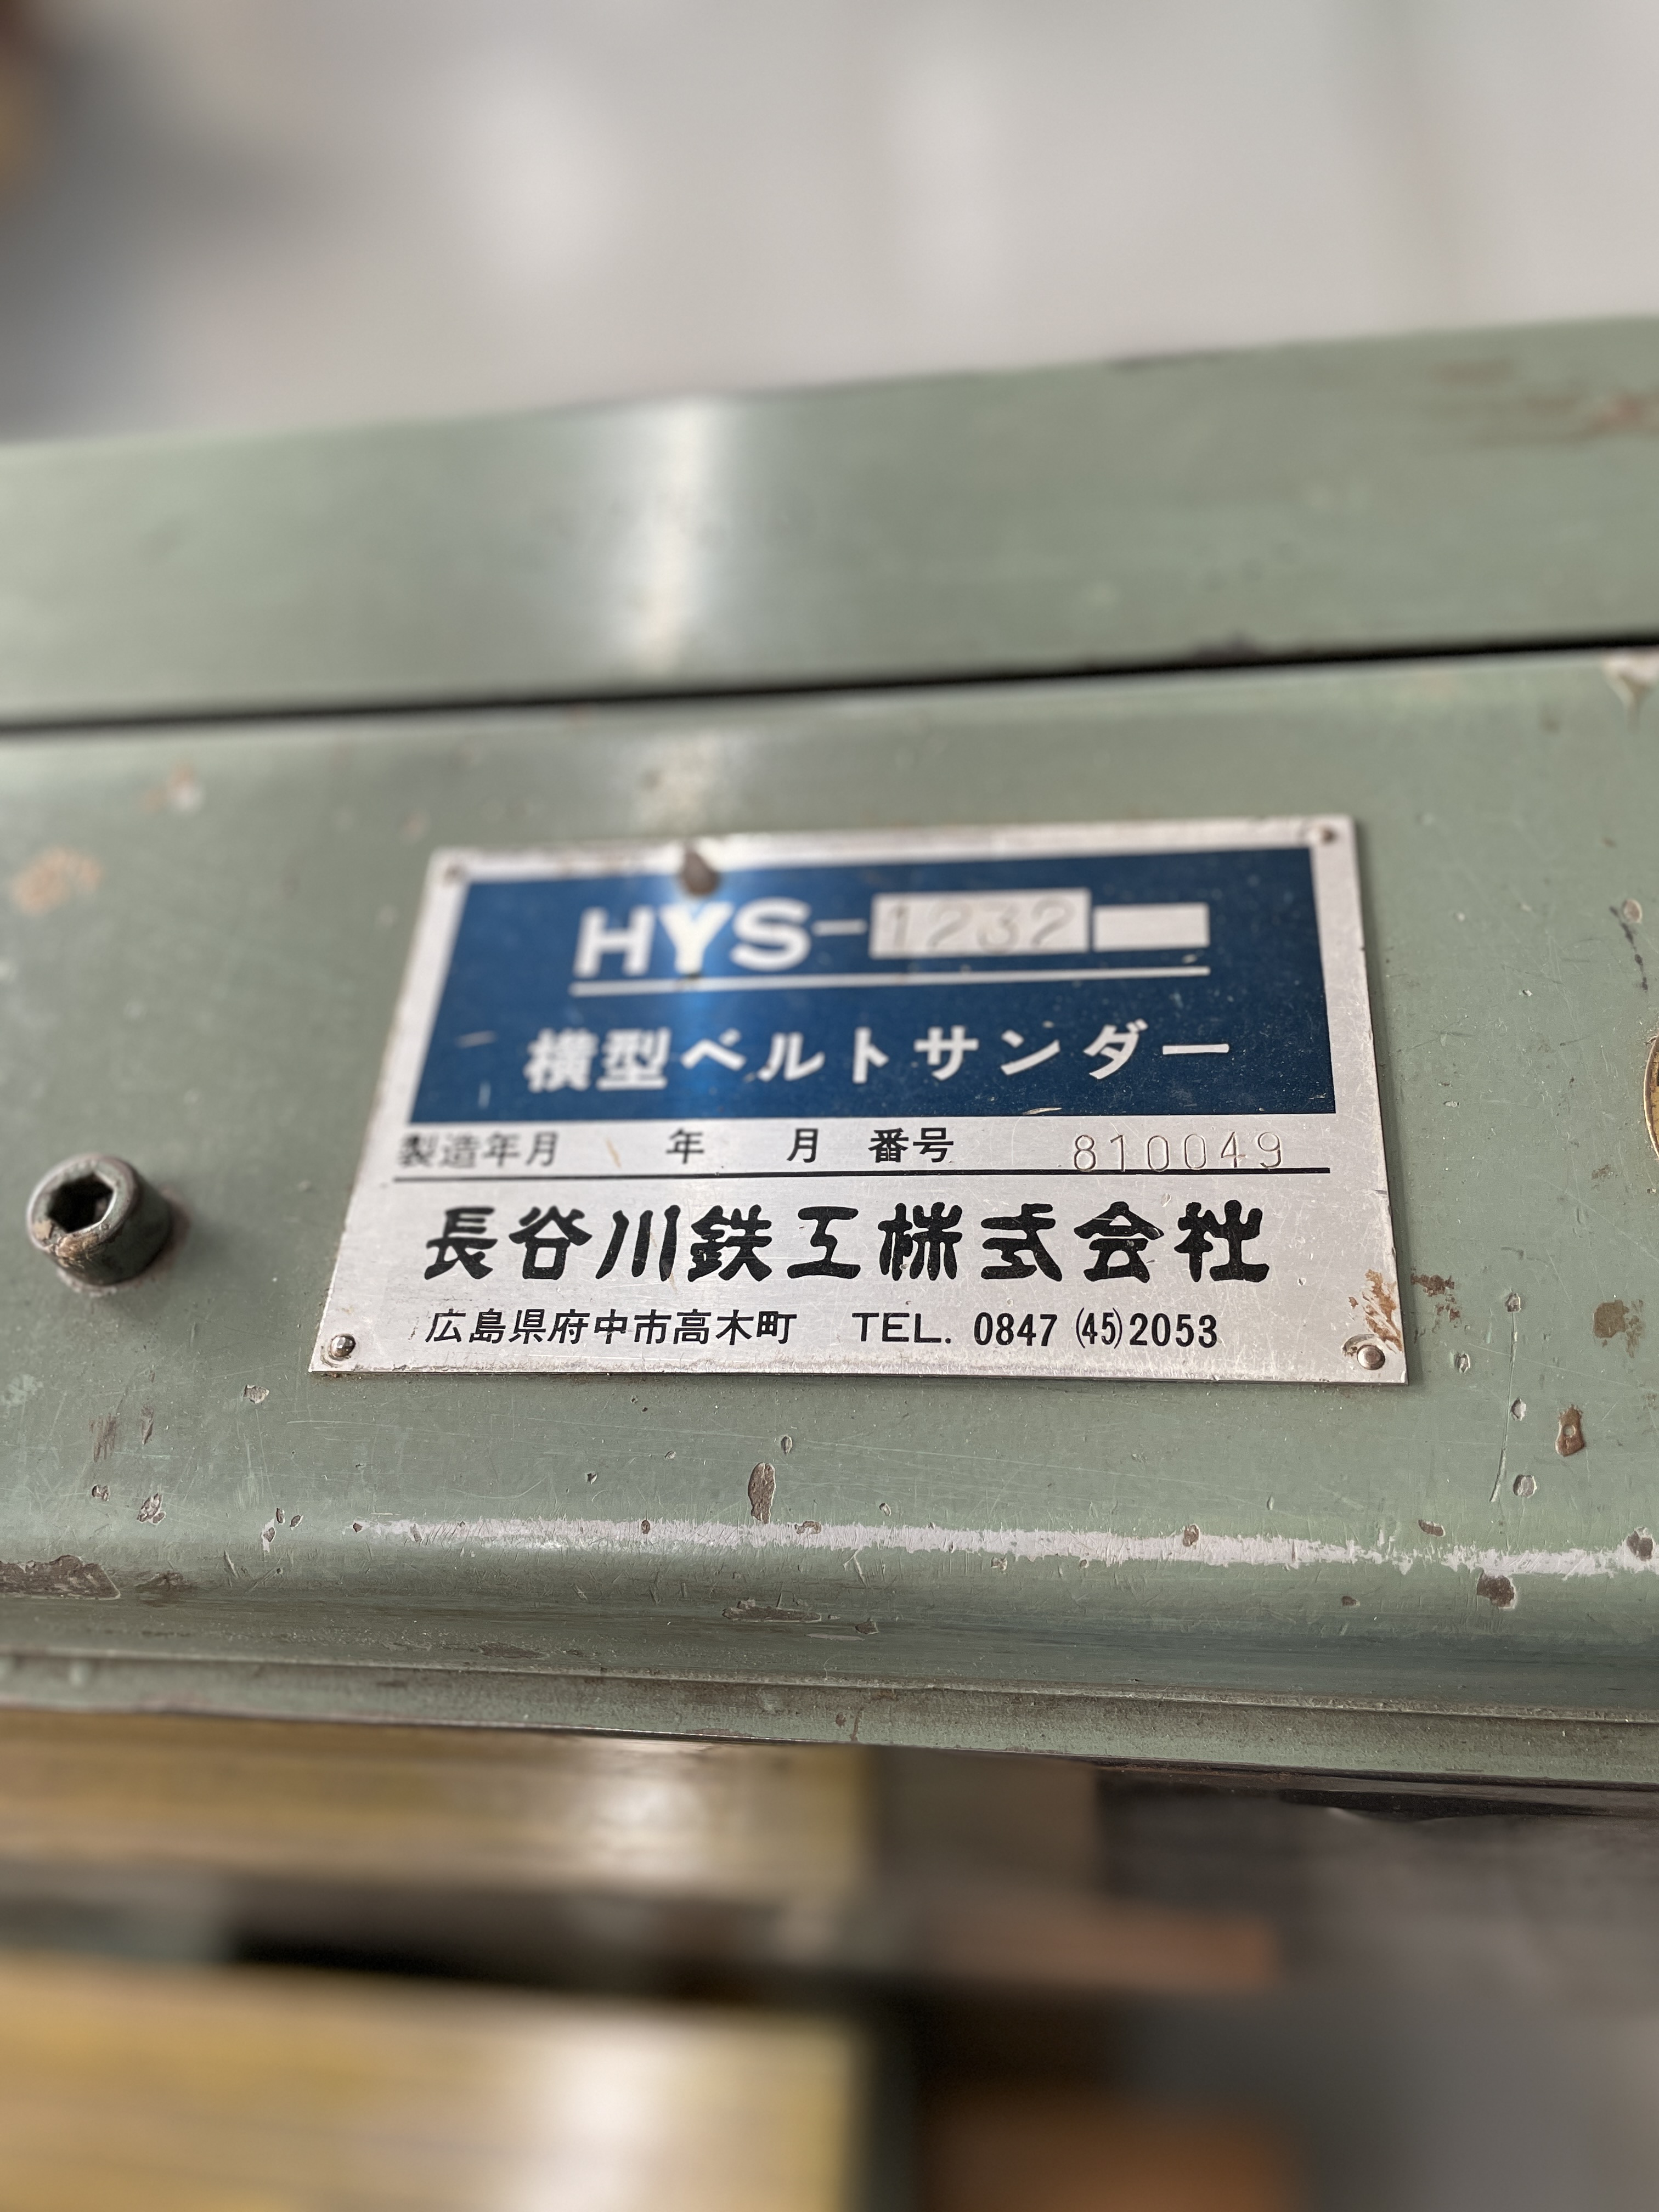 HYS-1232
横型ベルトサンダー
製造年月 年 月 番号 810049
長谷川鉄工株式会社
広島県府中市高木町 TEL. 0847 (45) 2053